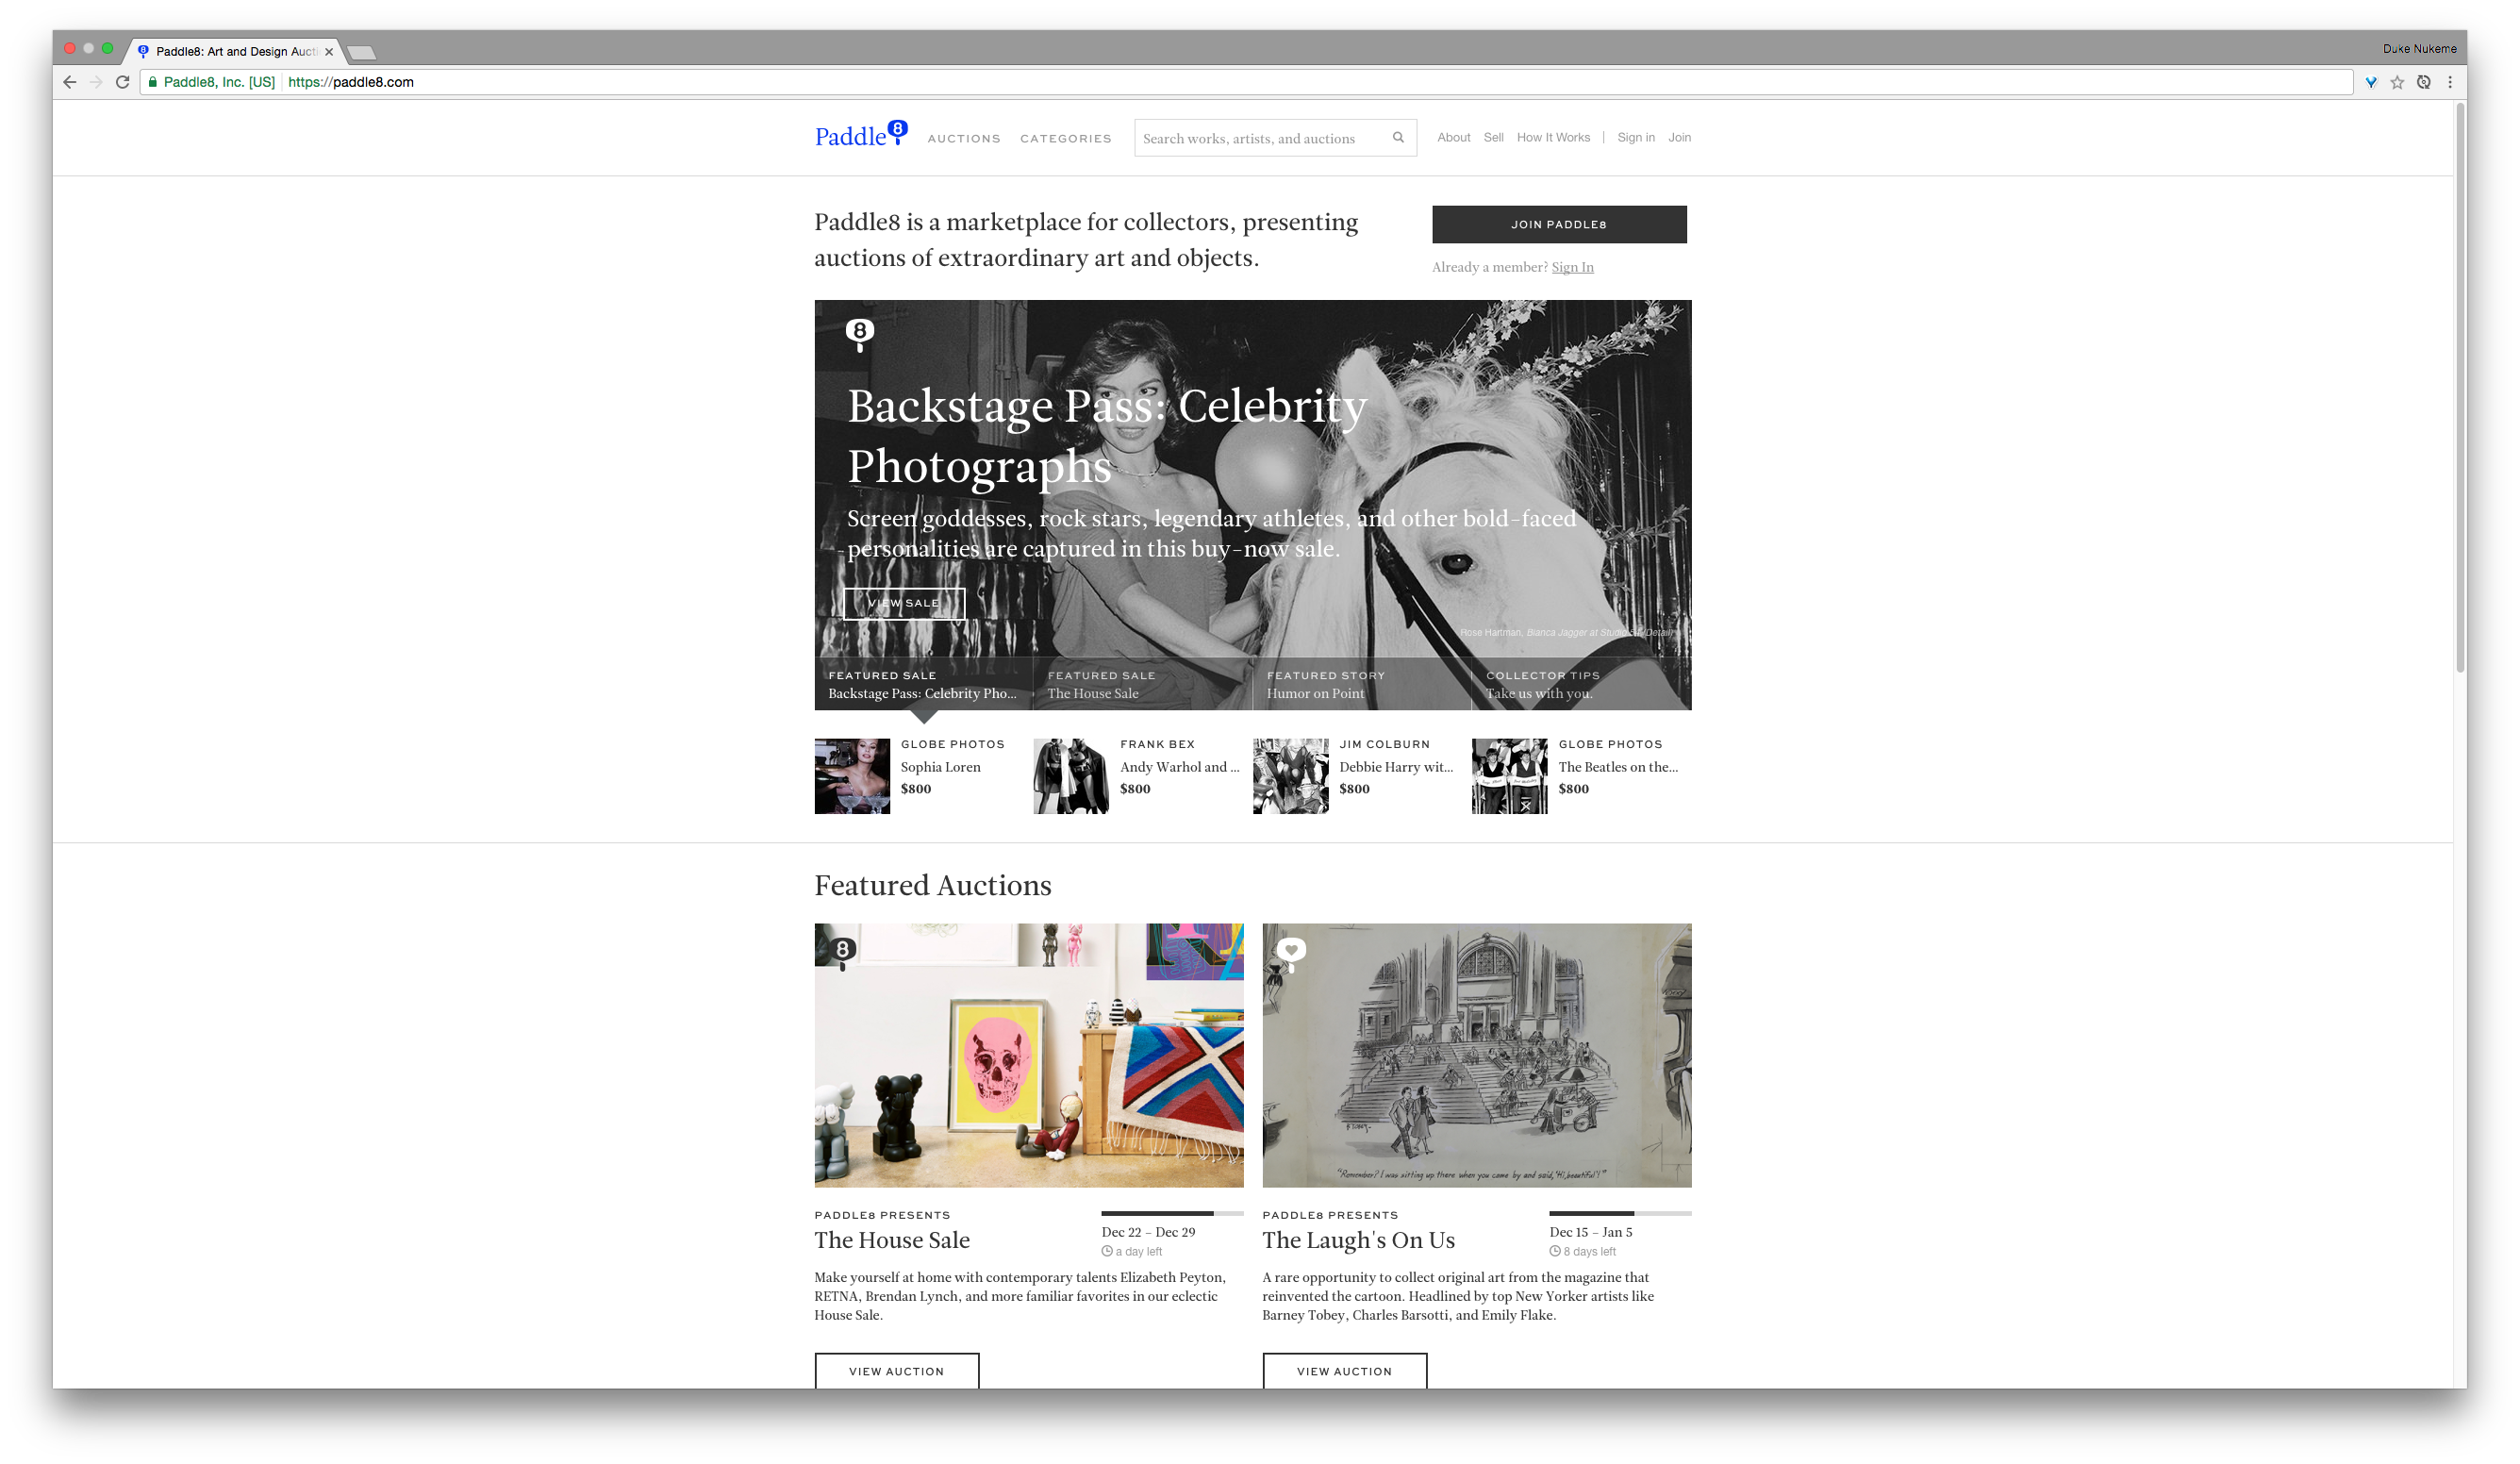 Paddle8: Art and Design Aucti
Duke Nukeme
Paddle8, Inc. [US] https://paddle8.com
Paddle8 AUCTIONS CATEGORIES Search works, artists, and auctions About Sell How It Works | Sign in Join
Paddle8 is a marketplace for collectors, presenting
auctions of extraordinary art and objects.
JOIN PADDLE8
Already a member? Sign In
8
Backstage Pass: Celebrity
Photographs
Screen goddesses, rock stars, legendary athletes, and other bold-faced
personalities are captured in this buy-now sale.
VIEW SALE
Rose Hartman, Bianca Jagger at Studio 54 (Detail)
FEATURED SALE
Backstage Pass: Celebrity Pho...
FEATURED SALE
The House Sale
FEATURED STORY
Humor on Point
COLLECTOR TIPS
Take us with you.
GLOBE PHOTOS
Sophia Loren
$800
FRANK BEX
Andy Warhol and ...
$800
JIM COLBURN
Debbie Harry wit...
$800
GLOBE PHOTOS
The Beatles on the...
$800
Featured Auctions
8
"Remember? I was sitting up there when you came by and said, 'Hi, beautiful'!"
PADDLE8 PRESENTS
The House Sale
Dec 22 – Dec 29
a day left
Make yourself at home with contemporary talents Elizabeth Peyton,
RETNA, Brendan Lynch, and more familiar favorites in our eclectic
House Sale.
VIEW AUCTION
PADDLE8 PRESENTS
The Laugh's On Us
Dec 15 – Jan 5
8 days left
A rare opportunity to collect original art from the magazine that
reinvented the cartoon. Headlined by top New Yorker artists like
Barney Tobey, Charles Barsotti, and Emily Flake.
VIEW AUCTION